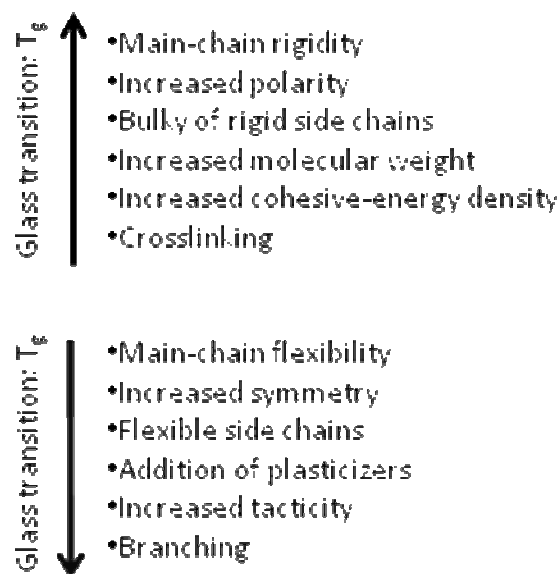 Glass transition: Tg
•Main-chain rigidity
•Increased polarity
•Bulky of rigid side chains
•Increased molecular weight
•Increased cohesive-energy density
•Crosslinking
Glass transition: Tg
•Main-chain flexibility
•Increased symmetry
•Flexible side chains
•Addition of plasticizers
•Increased tacticity
•Branching